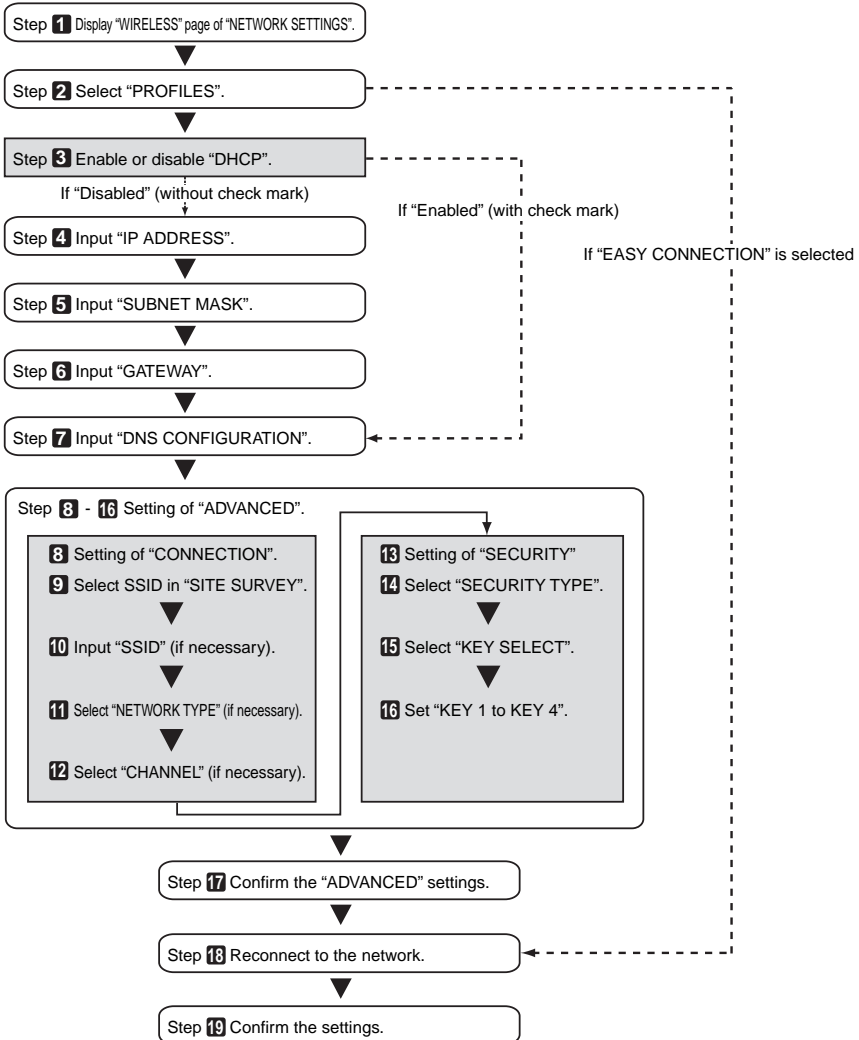 Step 1 Display “WIRELESS” page of “NETWORK SETTINGS”.
Step 2 Select “PROFILES”.
Step 3 Enable or disable “DHCP”.
If “Disabled” (without check mark)
If “Enabled” (with check mark)
If “EASY CONNECTION” is selected
Step 4 Input “IP ADDRESS”.
Step 5 Input “SUBNET MASK”.
Step 6 Input “GATEWAY”.
Step 7 Input “DNS CONFIGURATION”.
Step 8 - 16 Setting of “ADVANCED”.
8 Setting of “CONNECTION”.
9 Select SSID in “SITE SURVEY”.
10 Input “SSID” (if necessary).
11 Select “NETWORK TYPE” (if necessary).
12 Select “CHANNEL” (if necessary).
13 Setting of “SECURITY”
14 Select “SECURITY TYPE”.
15 Select “KEY SELECT”.
16 Set “KEY 1 to KEY 4”.
Step 17 Confirm the “ADVANCED” settings.
Step 18 Reconnect to the network.
Step 19 Confirm the settings.